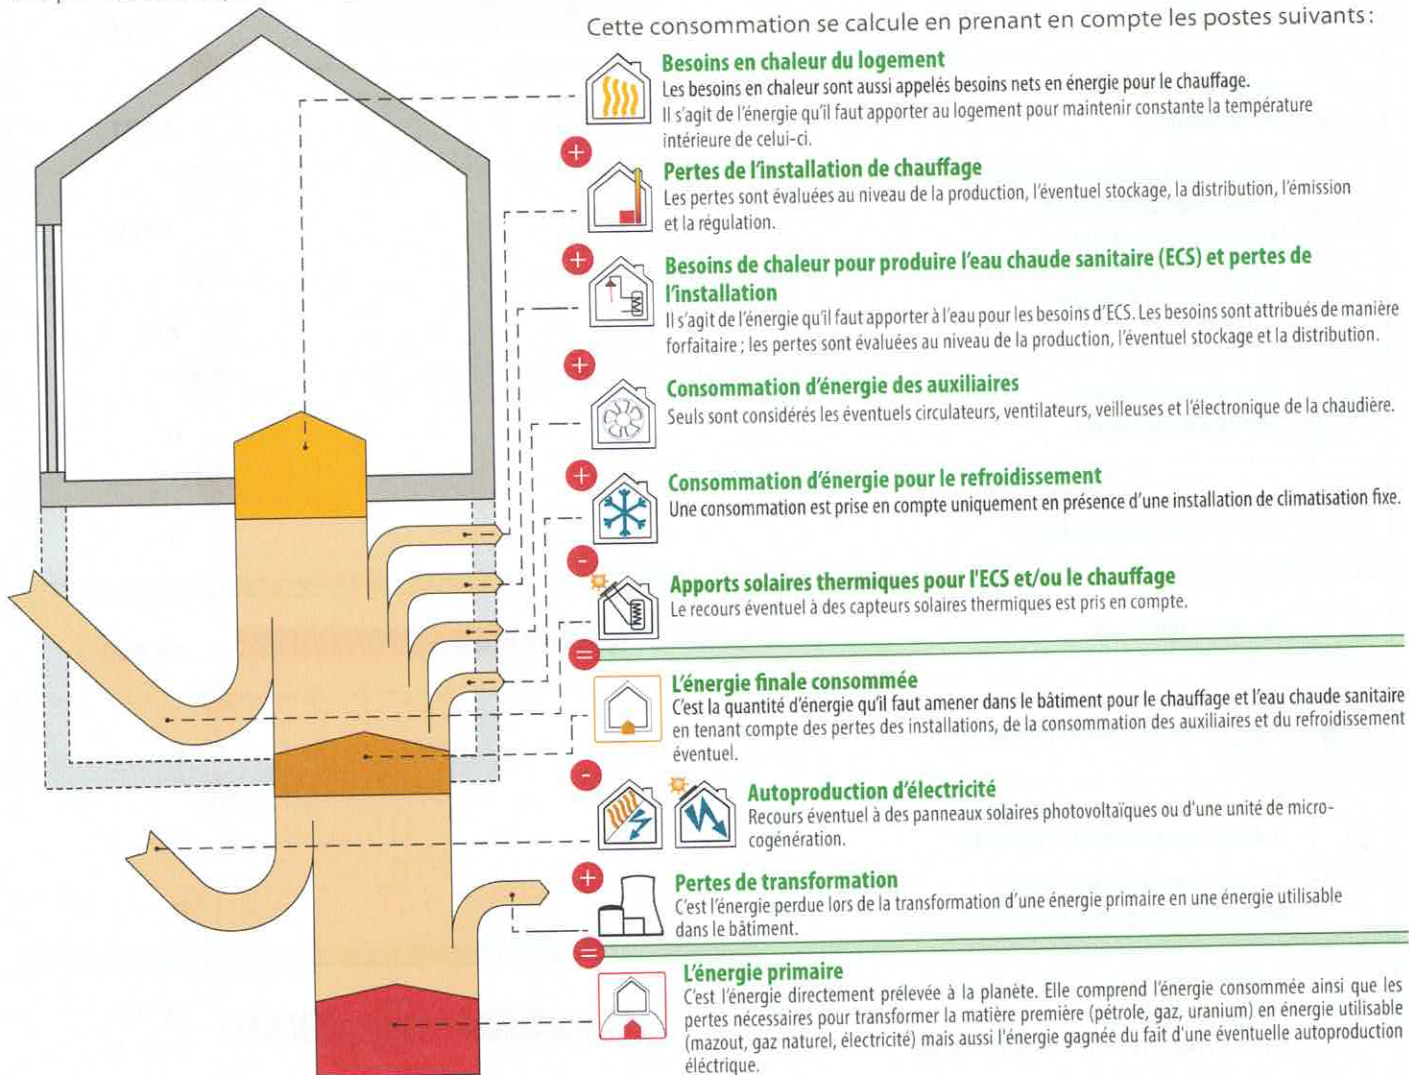 Cette consommation se calcule en prenant en compte les postes suivants :
Besoins en chaleur du logement
Les besoins en chaleur sont aussi appelés besoins nets en énergie pour le chauffage.
Il s'agit de l'énergie qu'il faut apporter au logement pour maintenir constante la température
intérieure de celui-ci.
+
Pertes de l'installation de chauffage
Les pertes sont évaluées au niveau de la production, l'éventuel stockage, la distribution, l'émission
et la régulation.
+
Besoins de chaleur pour produire l'eau chaude sanitaire (ECS) et pertes de
l'installation
Il s'agit de l'énergie qu'il faut apporter à l'eau pour les besoins d'ECS. Les besoins sont attribués de manière
forfaitaire ; les pertes sont évaluées au niveau de la production, l'éventuel stockage et la distribution.
+
Consommation d'énergie des auxiliaires
Seuls sont considérés les éventuels circulateurs, ventilateurs, veilleuses et l'électronique de la chaudière.
+
Consommation d'énergie pour le refroidissement
Une consommation est prise en compte uniquement en présence d'une installation de climatisation fixe.
-
Apports solaires thermiques pour l'ECS et/ou le chauffage
Le recours éventuel à des capteurs solaires thermiques est pris en compte.
=
L'énergie finale consommée
C'est la quantité d'énergie qu'il faut amener dans le bâtiment pour le chauffage et l'eau chaude sanitaire
en tenant compte des pertes des installations, de la consommation des auxiliaires et du refroidissement
éventuel.
-
Autoproduction d'électricité
Recours éventuel à des panneaux solaires photovoltaïques ou d'une unité de micro-
cogénération.
+
Pertes de transformation
C'est l'énergie perdue lors de la transformation d'une énergie primaire en une énergie utilisable
dans le bâtiment.
=
L'énergie primaire
C'est l'énergie directement prélevée à la planète. Elle comprend l'énergie consommée ainsi que les
pertes nécessaires pour transformer la matière première (pétrole, gaz, uranium) en énergie utilisable
(mazout, gaz naturel, électricité) mais aussi l'énergie gagnée du fait d'une éventuelle autoproduction
éléctrique.